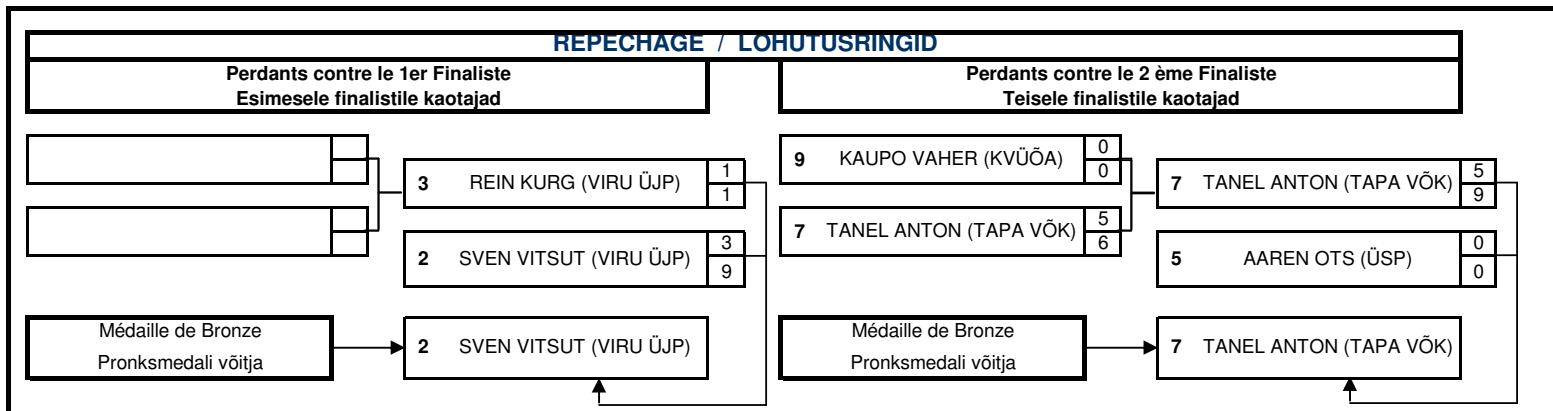 REPECHAGE / LOHUTUSRINGID
Perdants contre le 1er Finaliste
Esimesele finalistile kaotajad
Perdants contre le 2 ème Finaliste
Teisele finalistile kaotajad
3 REIN KURG (VIRU ÜJP) 1
1
2 SVEN VITSUT (VIRU ÜJP) 3
9
Médaille de Bronze
Pronksmedali võitja
2 SVEN VITSUT (VIRU ÜJP)
9 KAUPO VAHER (KVÜÕA) 0
0
7 TANEL ANTON (TAPA VÕK) 5
6
7 TANEL ANTON (TAPA VÕK) 5
9
5 AAREN OTS (ÜSP) 0
0
Médaille de Bronze
Pronksmedali võitja
7 TANEL ANTON (TAPA VÕK)